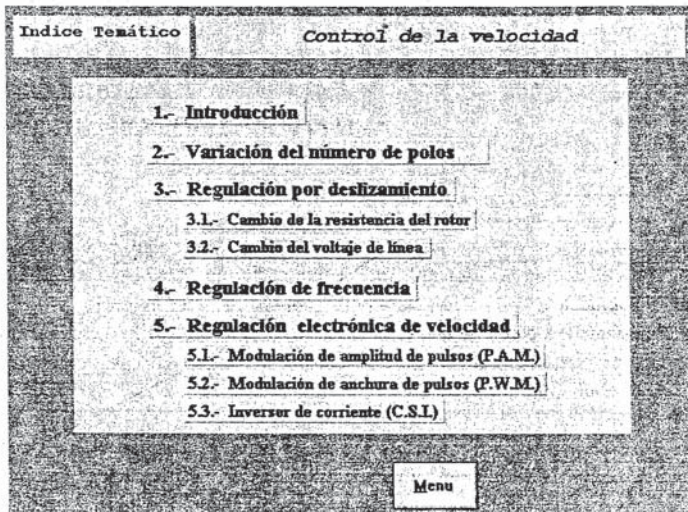 Indice Temático
Control de la velocidad
1.- Introducción
2.- Variación del número de polos
3.- Regulación por deslizamiento
3.1.- Cambio de la resistencia del rotor
3.2.- Cambio del voltaje de línea
4.- Regulación de frecuencia
5.- Regulación electrónica de velocidad
5.1.- Modulación de amplitud de pulsos (P.A.M.)
5.2.- Modulación de anchura de pulsos (P.W.M.)
5.3.- Inversor de corriente (C.S.I.)
Menu